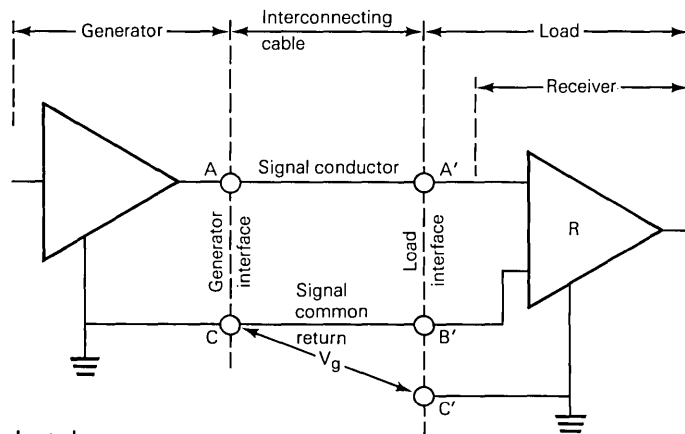 Generator
Interconnecting
cable
Load
Receiver
A
Signal conductor
A'
R
Generator
interface
Load
interface
Signal
common
return
C
B'
Vg
C'